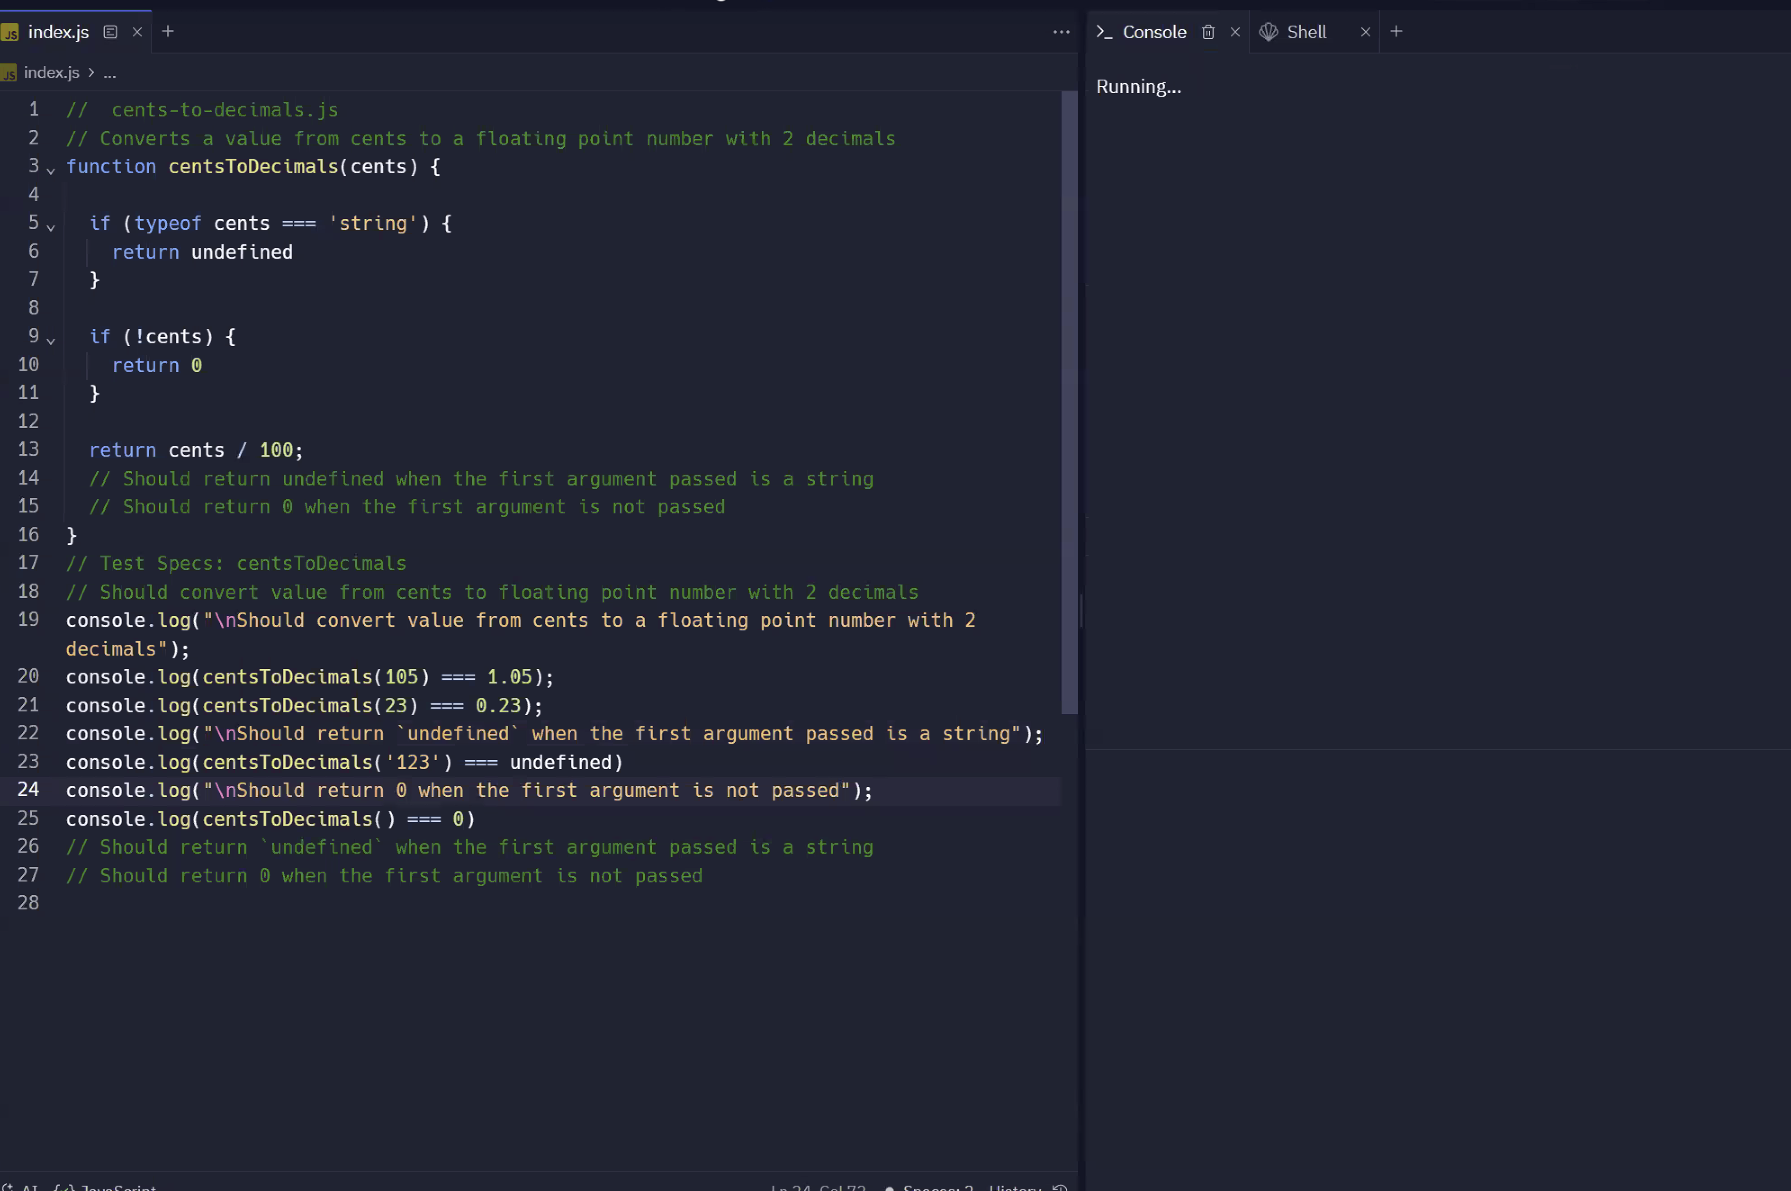 index.js
Console
Shell
index.js > ...
Running...
1 //  cents-to-decimals.js
2 // Converts a value from cents to a floating point number with 2 decimals
3 function centsToDecimals(cents) {
4
5   if (typeof cents === 'string') {
6     return undefined
7   }
8
9   if (!cents) {
10     return 0
11   }
12
13   return cents / 100;
14   // Should return undefined when the first argument passed is a string
15   // Should return 0 when the first argument is not passed
16 }
17 // Test Specs: centsToDecimals
18 // Should convert value from cents to floating point number with 2 decimals
19 console.log("\nShould convert value from cents to a floating point number with 2
decimals");
20 console.log(centsToDecimals(105) === 1.05);
21 console.log(centsToDecimals(23) === 0.23);
22 console.log("\nShould return `undefined` when the first argument passed is a string");
23 console.log(centsToDecimals('123') === undefined)
24 console.log("\nShould return 0 when the first argument is not passed");
25 console.log(centsToDecimals() === 0)
26 // Should return `undefined` when the first argument passed is a string
27 // Should return 0 when the first argument is not passed
28
AI {} JavaScript
Ln 24, Col 72 Spaces: 2 History